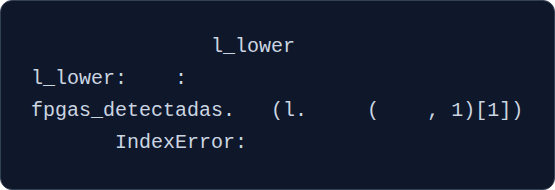 l_lower
l_lower: :
fpgas_detectadas. (l. ( , 1)[1])
IndexError: